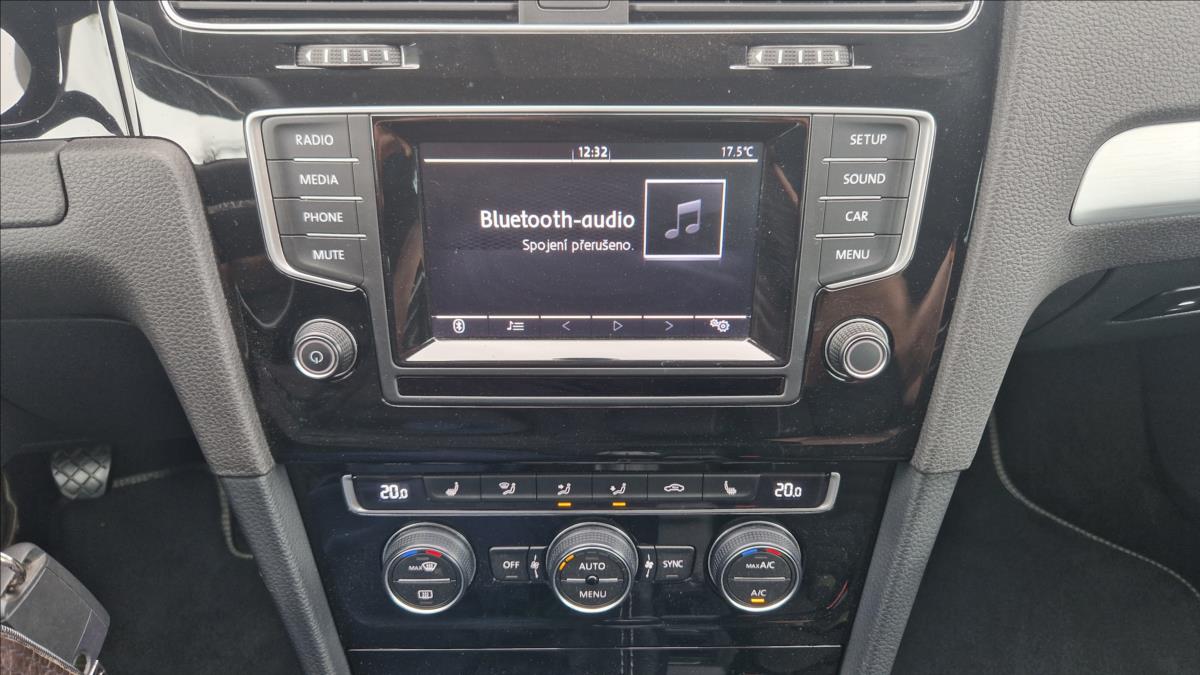 12:32
17.5°C
RADIO
MEDIA
PHONE
MUTE
Bluetooth-audio
Spojení přerušeno.
SETUP
SOUND
CAR
MENU
20.0
20.0
MAX
OFF
AUTO
MENU
SYNC
MAX A/C
A/C